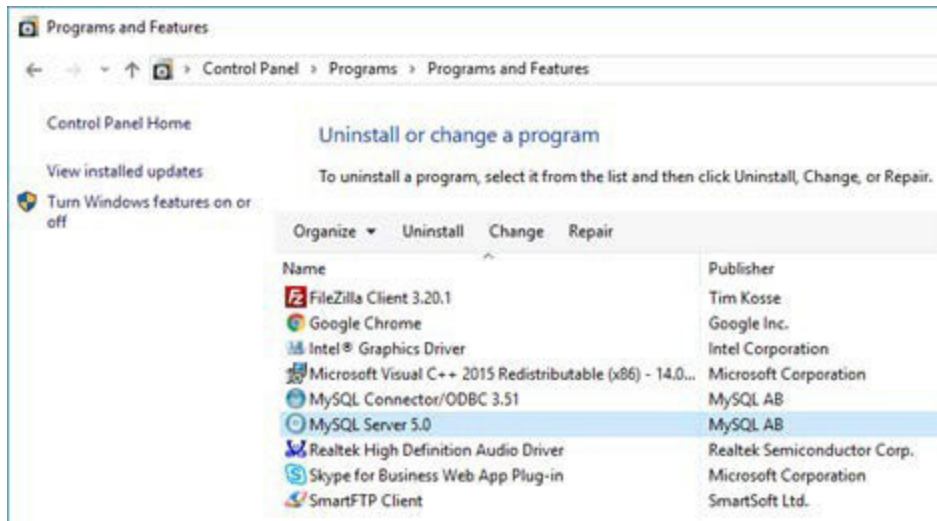 Programs and Features
Control Panel > Programs > Programs and Features
Control Panel Home
Uninstall or change a program
View installed updates
To uninstall a program, select it from the list and then click Uninstall, Change, or Repair.
Turn Windows features on or
off
Organize Uninstall Change Repair
Name Publisher
FileZilla Client 3.20.1 Tim Kosse
Google Chrome Google Inc.
Intel® Graphics Driver Intel Corporation
Microsoft Visual C++ 2015 Redistributable (x86) - 14.0... Microsoft Corporation
MySQL Connector/ODBC 3.51 MySQL AB
MySQL Server 5.0 MySQL AB
Realtek High Definition Audio Driver Realtek Semiconductor Corp.
Skype for Business Web App Plug-in Microsoft Corporation
SmartFTP Client SmartSoft Ltd.